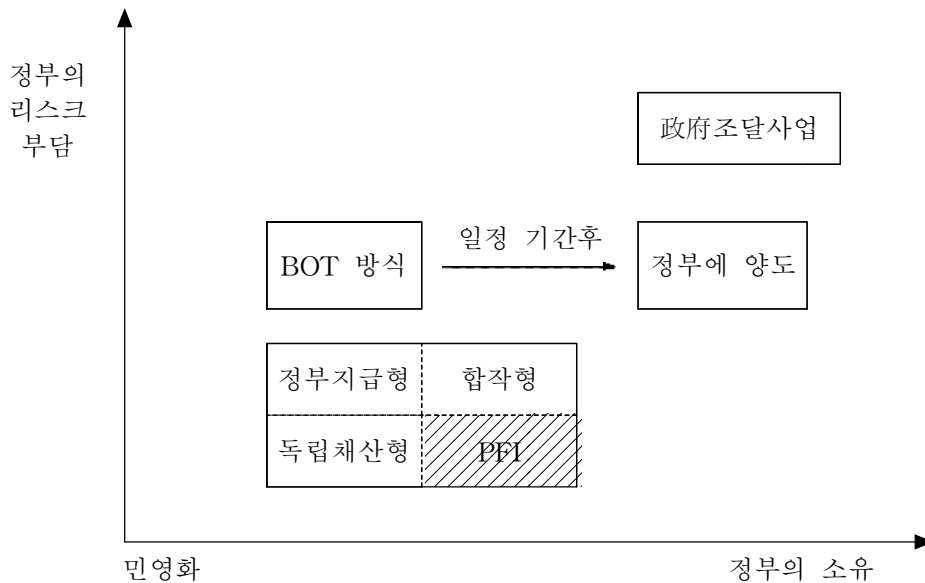 정부의
리스크
부담
政府조달사업
BOT 방식
일정 기간후
정부에 양도
정부지급형
합작형
독립채산형
PFI
민영화
정부의 소유